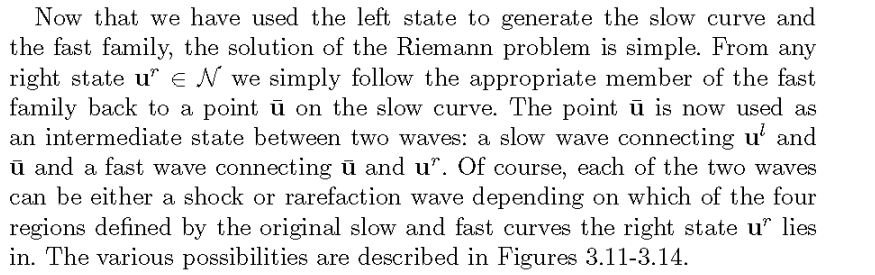 Now that we have used the left state to generate the slow curve and
the fast family, the solution of the Riemann problem is simple. From any
right state uʳ ∈ 𝒩 we simply follow the appropriate member of the fast
family back to a point ū on the slow curve. The point ū is now used as
an intermediate state between two waves: a slow wave connecting uˡ and
ū and a fast wave connecting ū and uʳ. Of course, each of the two waves
can be either a shock or rarefaction wave depending on which of the four
regions defined by the original slow and fast curves the right state uʳ lies
in. The various possibilities are described in Figures 3.11-3.14.